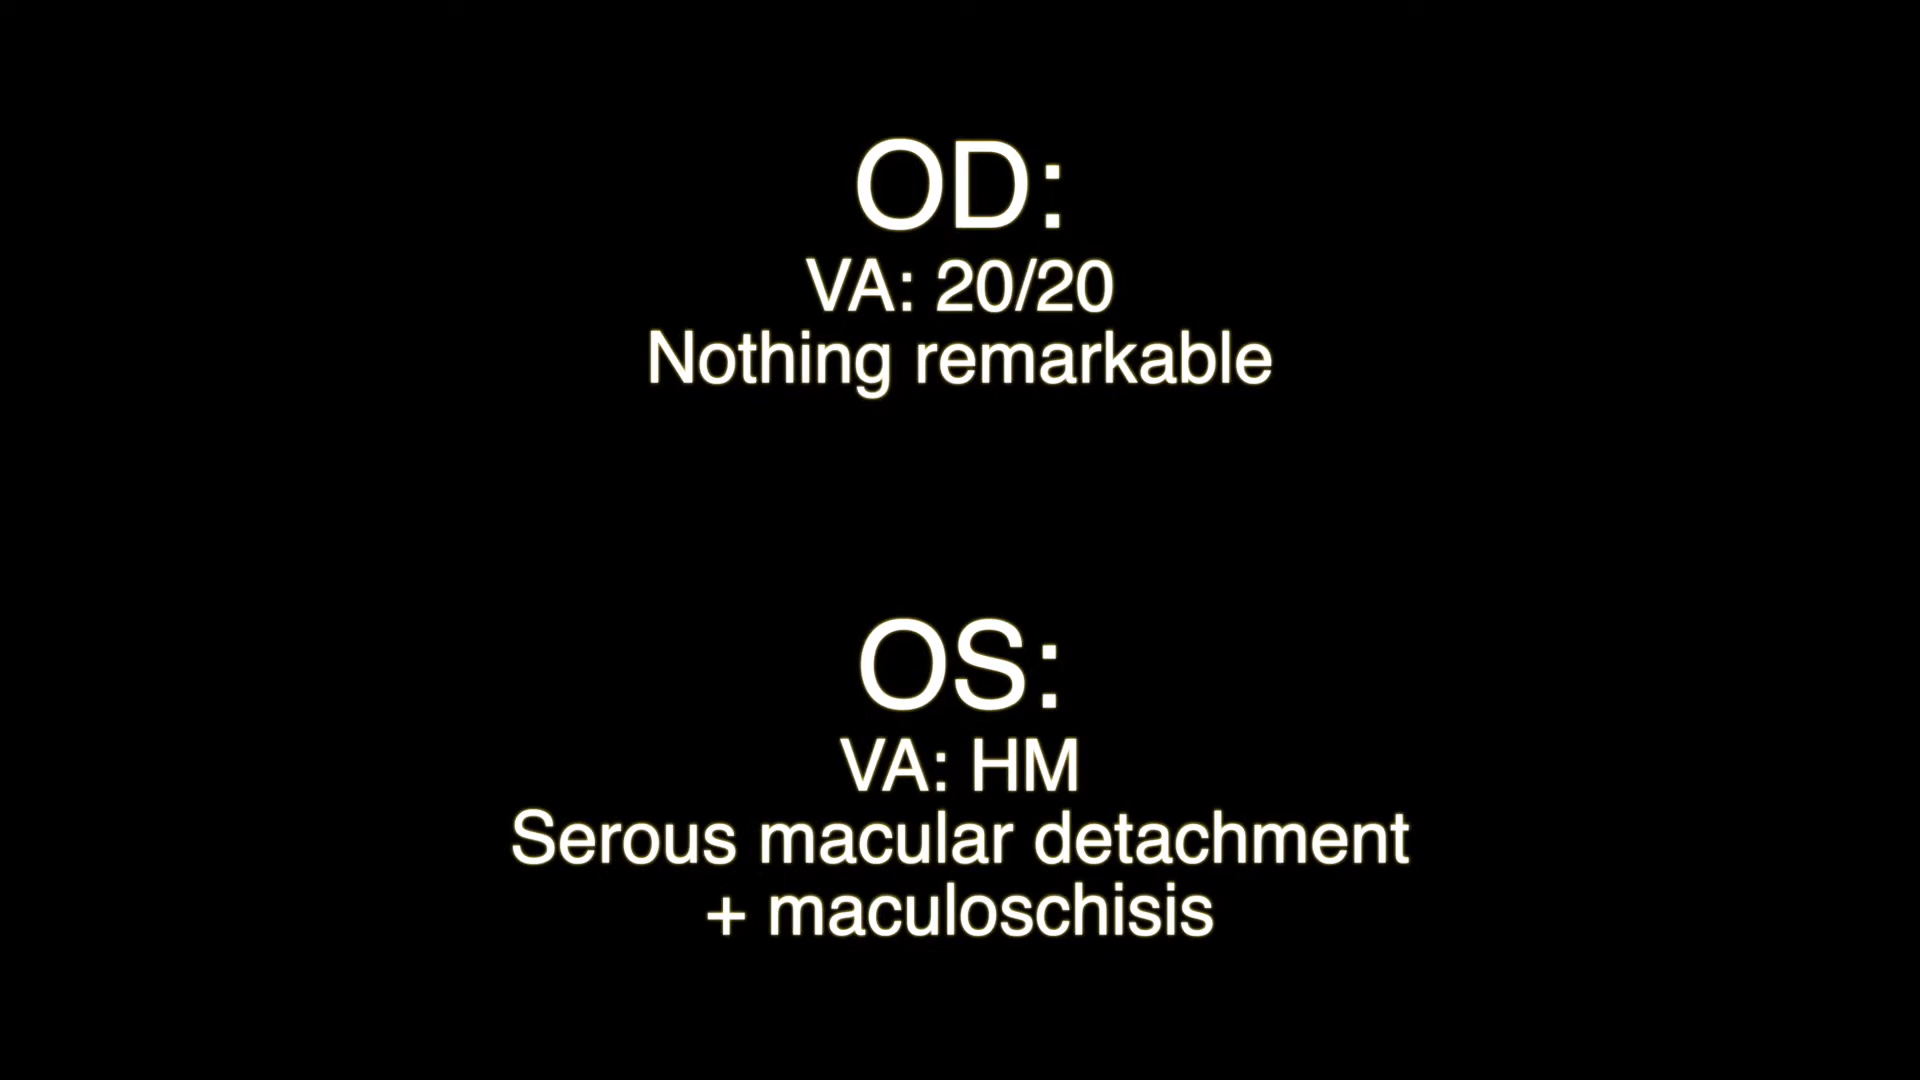 OD:
VA: 20/20
Nothing remarkable
OS:
VA: HM
Serous macular detachment
+ maculoschisis